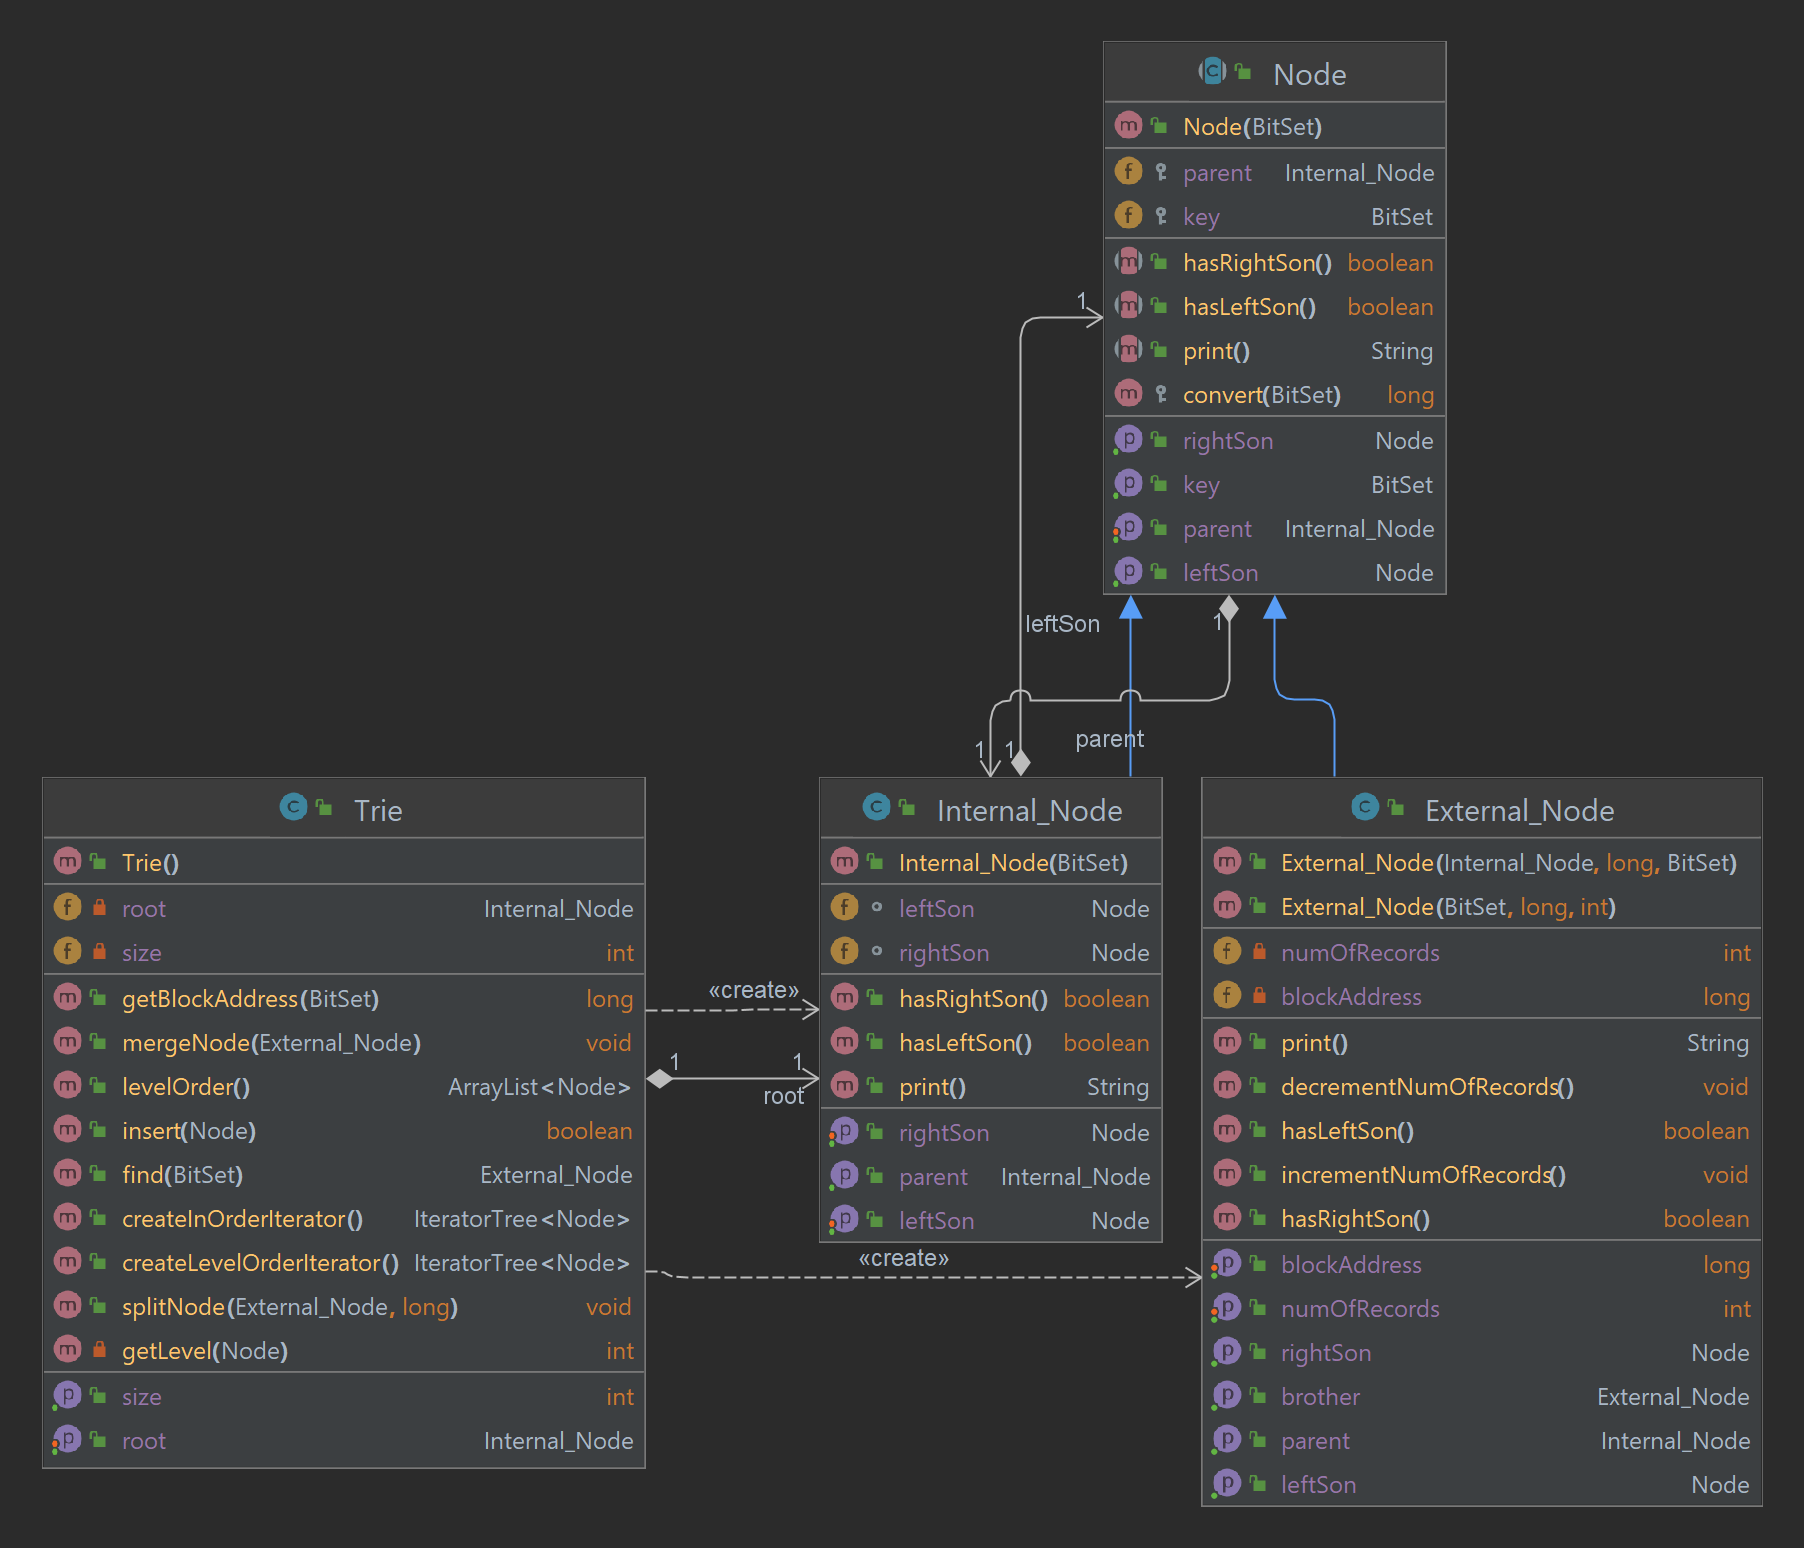 Node
Node(BitSet)
parent Internal_Node
key BitSet
hasRightSon() boolean
hasLeftSon() boolean
print() String
convert(BitSet) long
rightSon Node
key BitSet
parent Internal_Node
leftSon Node
1
leftSon
1
parent
1
1
Trie
Trie()
root Internal_Node
size int
getBlockAddress(BitSet) long
mergeNode(External_Node) void
levelOrder() ArrayList<Node>
insert(Node) boolean
find(BitSet) External_Node
createInOrderIterator() IteratorTree<Node>
createLevelOrderIterator() IteratorTree<Node>
splitNode(External_Node, long) void
getLevel(Node) int
size int
root Internal_Node
«create»
1
1
root
«create»
Internal_Node
Internal_Node(BitSet)
leftSon Node
rightSon Node
hasRightSon() boolean
hasLeftSon() boolean
print() String
rightSon Node
parent Internal_Node
leftSon Node
External_Node
External_Node(Internal_Node, long, BitSet)
External_Node(BitSet, long, int)
numOfRecords int
blockAddress long
print() String
decrementNumOfRecords() void
hasLeftSon() boolean
incrementNumOfRecords() void
hasRightSon() boolean
blockAddress long
numOfRecords int
rightSon Node
brother External_Node
parent Internal_Node
leftSon Node